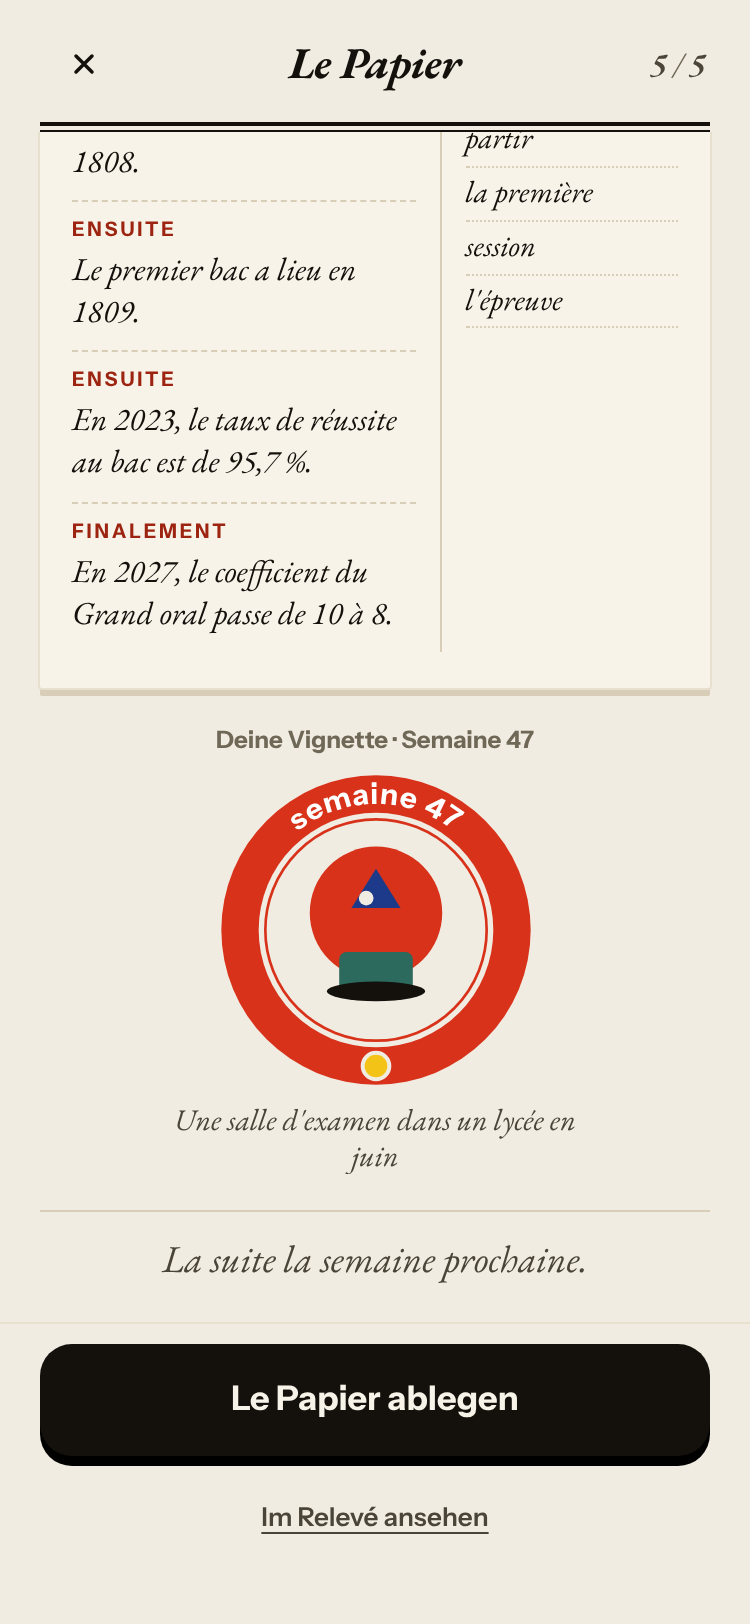 Le Papier
5 / 5
1808.
ENSUITE
Le premier bac a lieu en
1809.
ENSUITE
En 2023, le taux de réussite
au bac est de 95,7 %.
FINALEMENT
En 2027, le coefficient du
Grand oral passe de 10 à 8.
partir
la première
session
l'épreuve
Deine Vignette · Semaine 47
semaine 47
Une salle d'examen dans un lycée en
juin
La suite la semaine prochaine.
Le Papier ablegen
Im Relevé ansehen